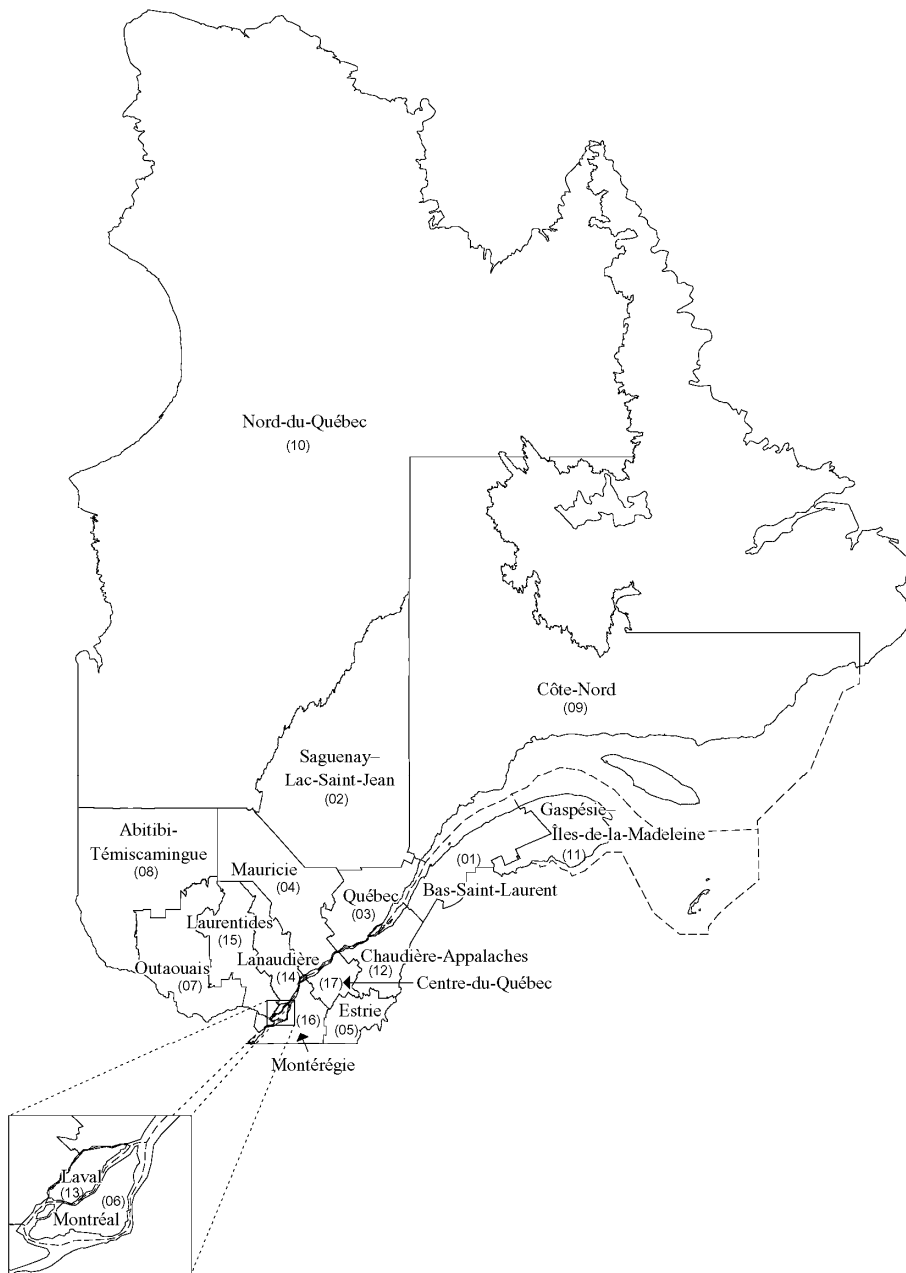 Nord-du-Québec
(10)
Côte-Nord
(09)
Saguenay–
Lac-Saint-Jean
(02)
Gaspésie–
Îles-de-la-Madeleine
(11)
Abitibi-
Témiscamingue
(08)
Mauricie
(04)
(01)
Bas-Saint-Laurent
Québec
(03)
Laurentides
(15)
Lanaudière
(14)
Chaudière-Appalaches
(12)
Outaouais
(07)
(17)
Centre-du-Québec
Estrie
(05)
(16)
Montérégie
Laval
(13)
(06)
Montréal